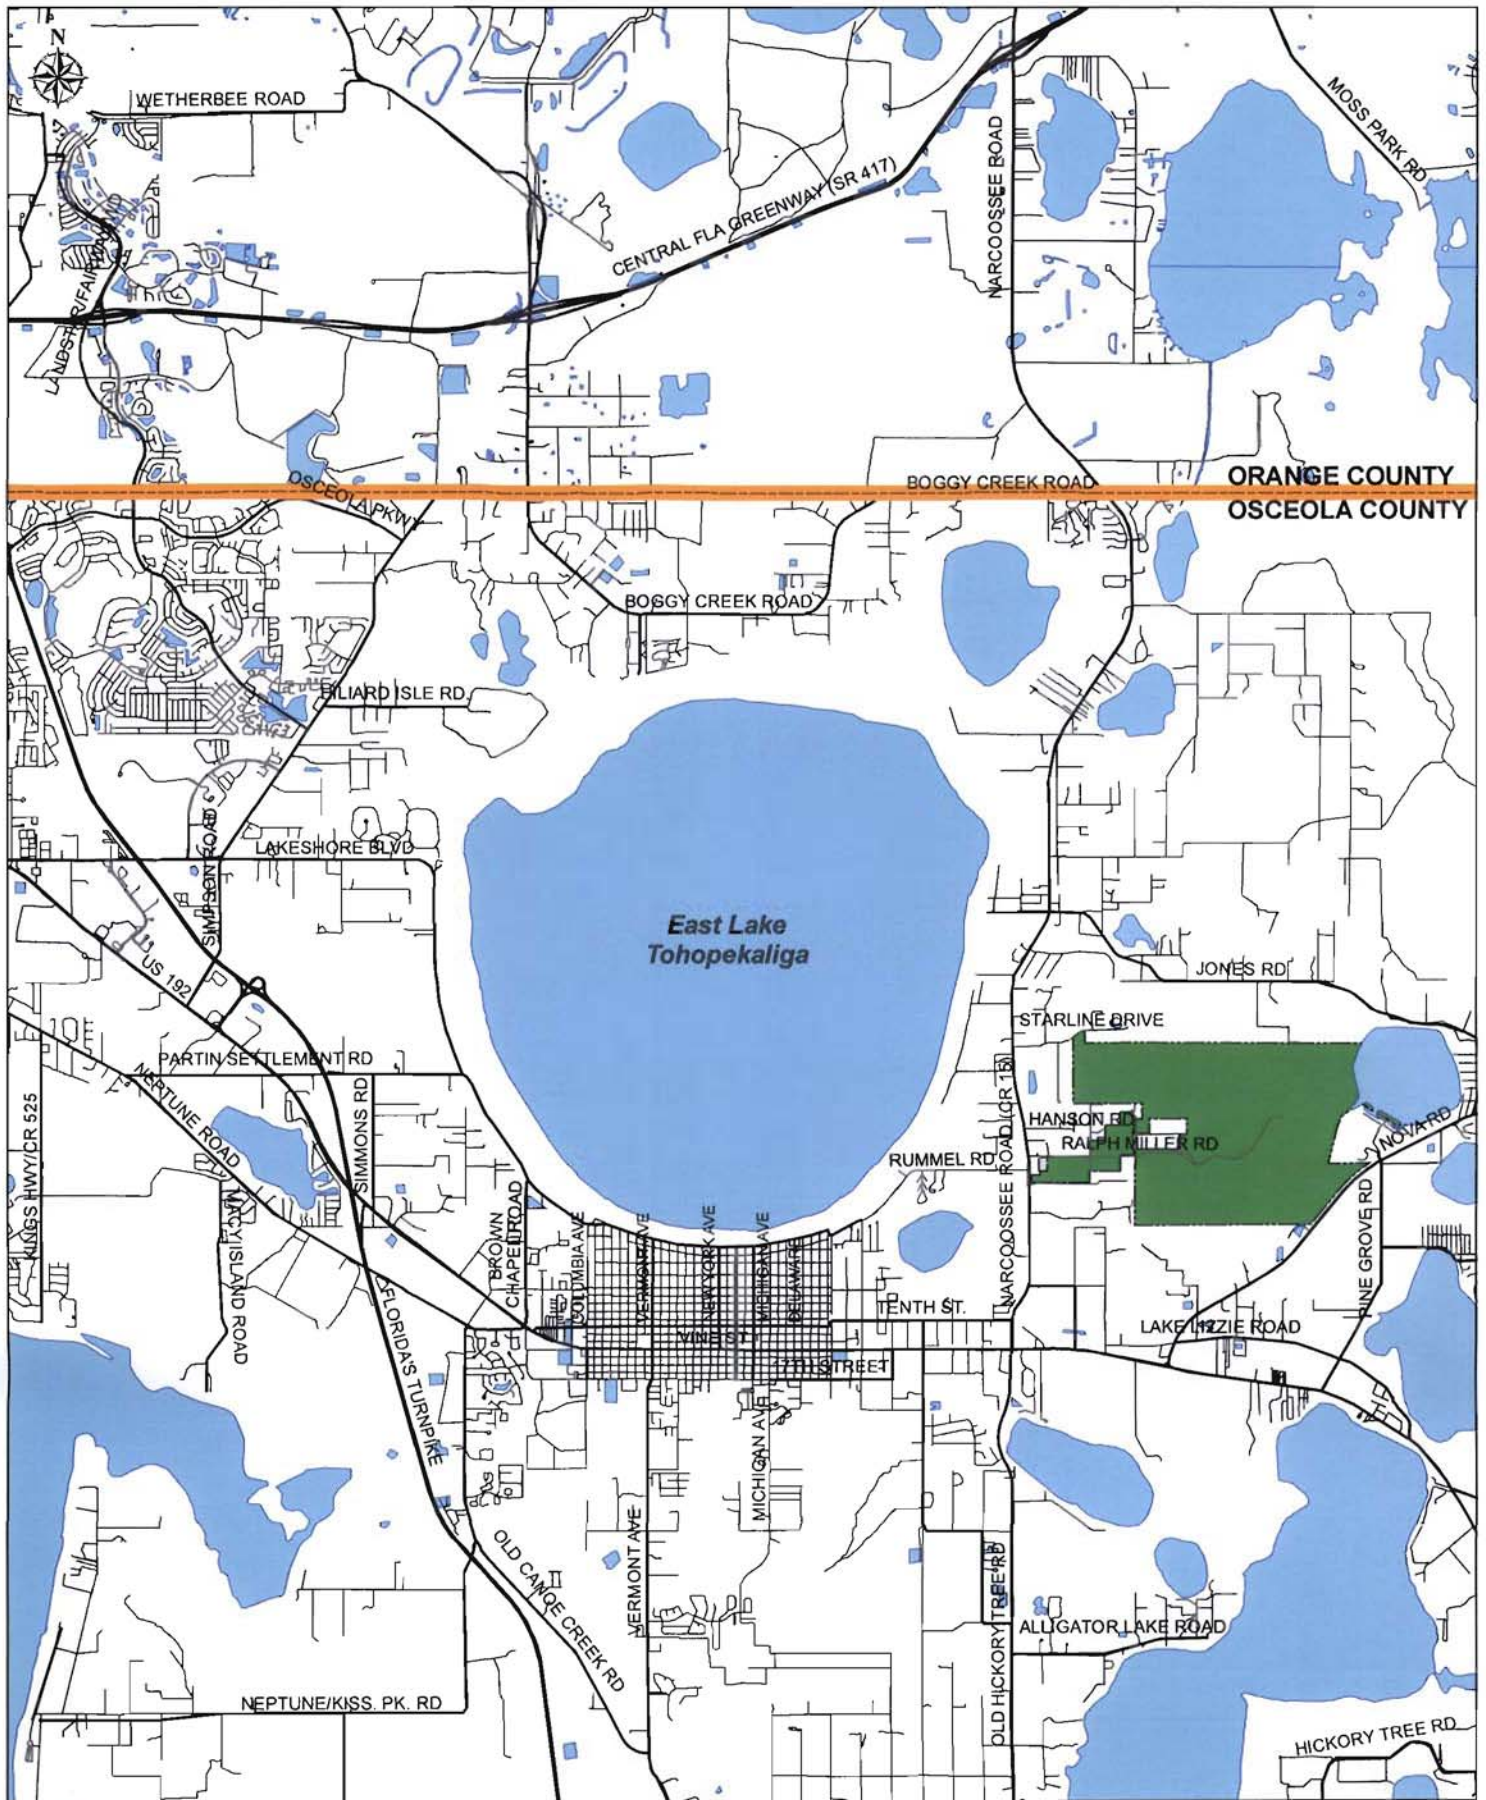 N
WETHERBEE ROAD
MOSS PARK RD
NARCOOSSEE ROAD
CENTRAL FLA GREENWAY (SR 417)
ORANGE COUNTY
BOGGY CREEK ROAD
OSCEOLA PKWY
OSCEOLA COUNTY
BOGGY CREEK ROAD
LAKESHORE BLVD
SIMPSON ROAD
East Lake
Tohopekaliga
US 192
JONES RD
STARLINE DRIVE
PARTIN SETTLEMENT RD
NEPTUNE ROAD
SIMMONS RD
KINGS HWY/CR 525
NARCOOSSEE ROAD (CR 15)
HANSON RD
RALPH MILLER RD
NOVA RD
RUMMEL RD
MACY ISLAND ROAD
BROWN
CHAPEL ROAD
COLUMBIA AVE
VERMONT AVE
NEW YORK AVE
MICHIGAN AVE
DELAWARE
PINE GROVE RD
TENTH ST.
LAKE LIZZIE ROAD
VINE ST
17TH STREET
FLORIDA'S TURNPIKE
MICHIGAN AVE
OLD CANOE CREEK RD
VERMONT AVE
OLD HICKORY TREE RD
ALLIGATOR LAKE ROAD
NEPTUNE/KISS. PK. RD
HICKORY TREE RD